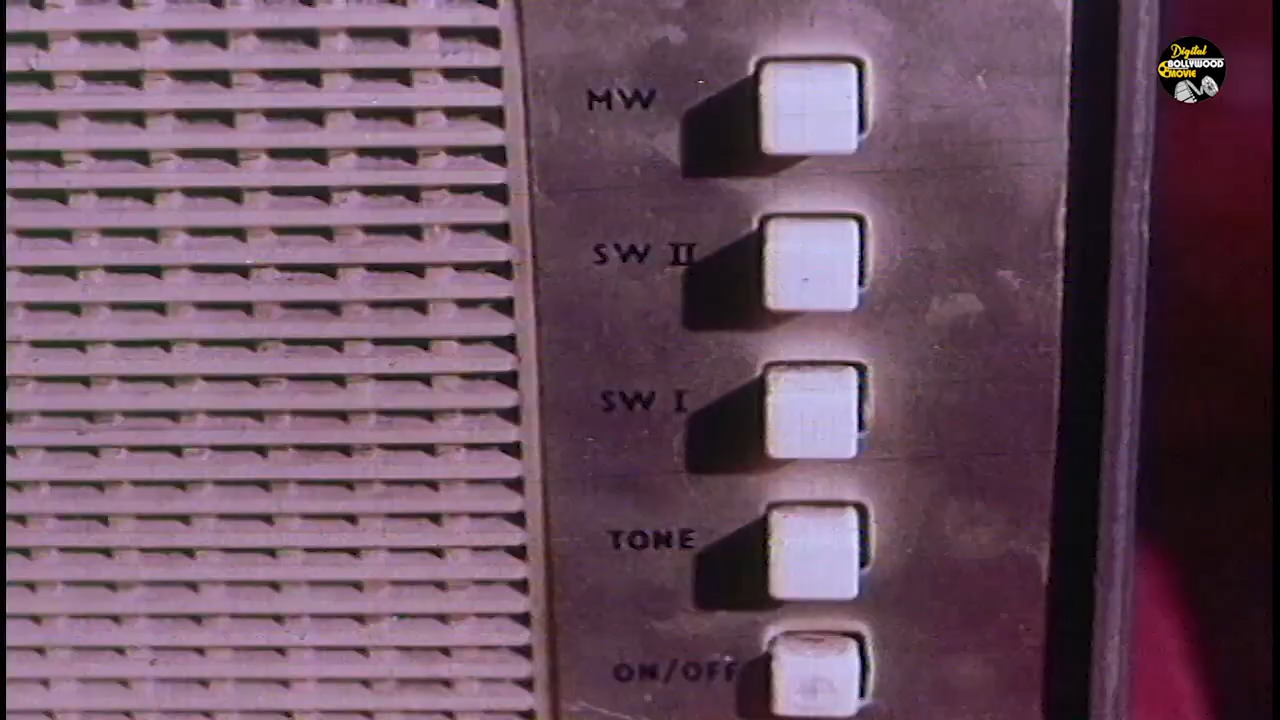 Digital
BOLLYWOOD
MOVIE
MW
SW II
SW I
TONE
ON/OFF